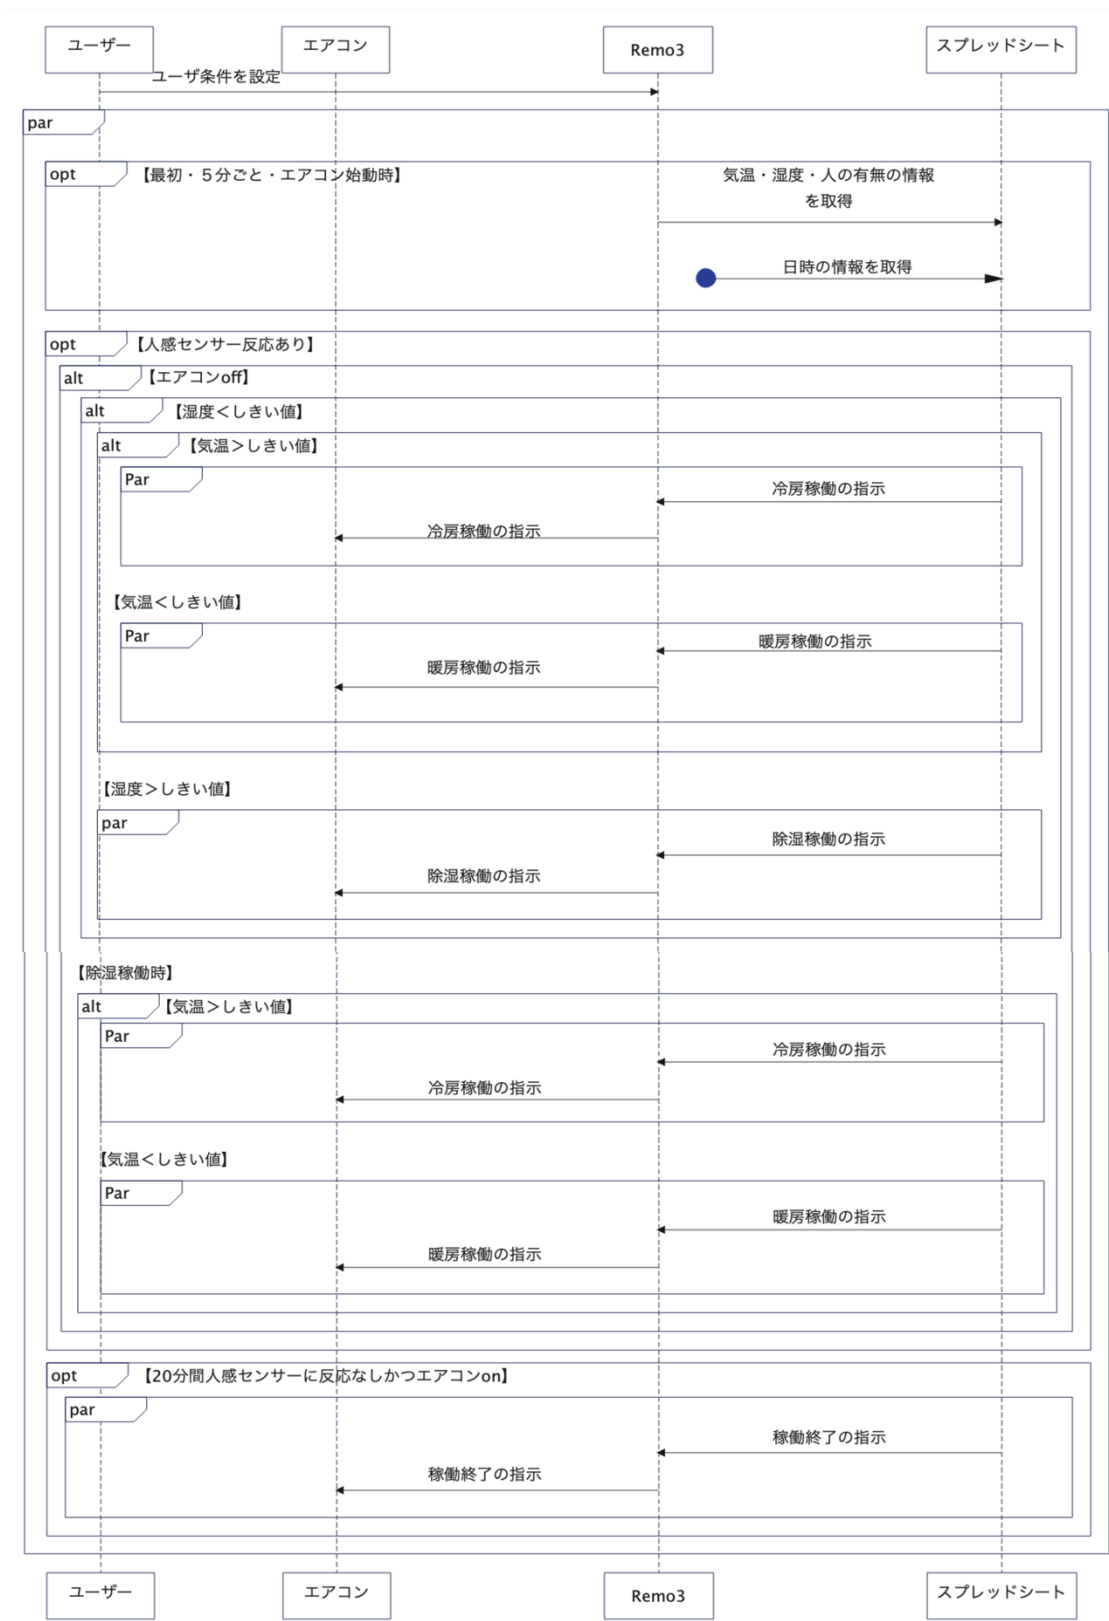 ユーザー
エアコン
Remo3
スプレッドシート
ユーザ条件を設定
par
opt
【最初・５分ごと・エアコン始動時】
気温・湿度・人の有無の情報
を取得
日時の情報を取得
opt
【人感センサー反応あり】
alt
【エアコンoff】
alt
【湿度＜しきい値】
alt
【気温＞しきい値】
Par
冷房稼働の指示
冷房稼働の指示
【気温＜しきい値】
Par
暖房稼働の指示
暖房稼働の指示
【湿度＞しきい値】
par
除湿稼働の指示
除湿稼働の指示
【除湿稼働時】
alt
【気温＞しきい値】
Par
冷房稼働の指示
冷房稼働の指示
【気温＜しきい値】
Par
暖房稼働の指示
暖房稼働の指示
opt
【20分間人感センサーに反応なしかつエアコンon】
par
稼働終了の指示
稼働終了の指示
ユーザー
エアコン
Remo3
スプレッドシート